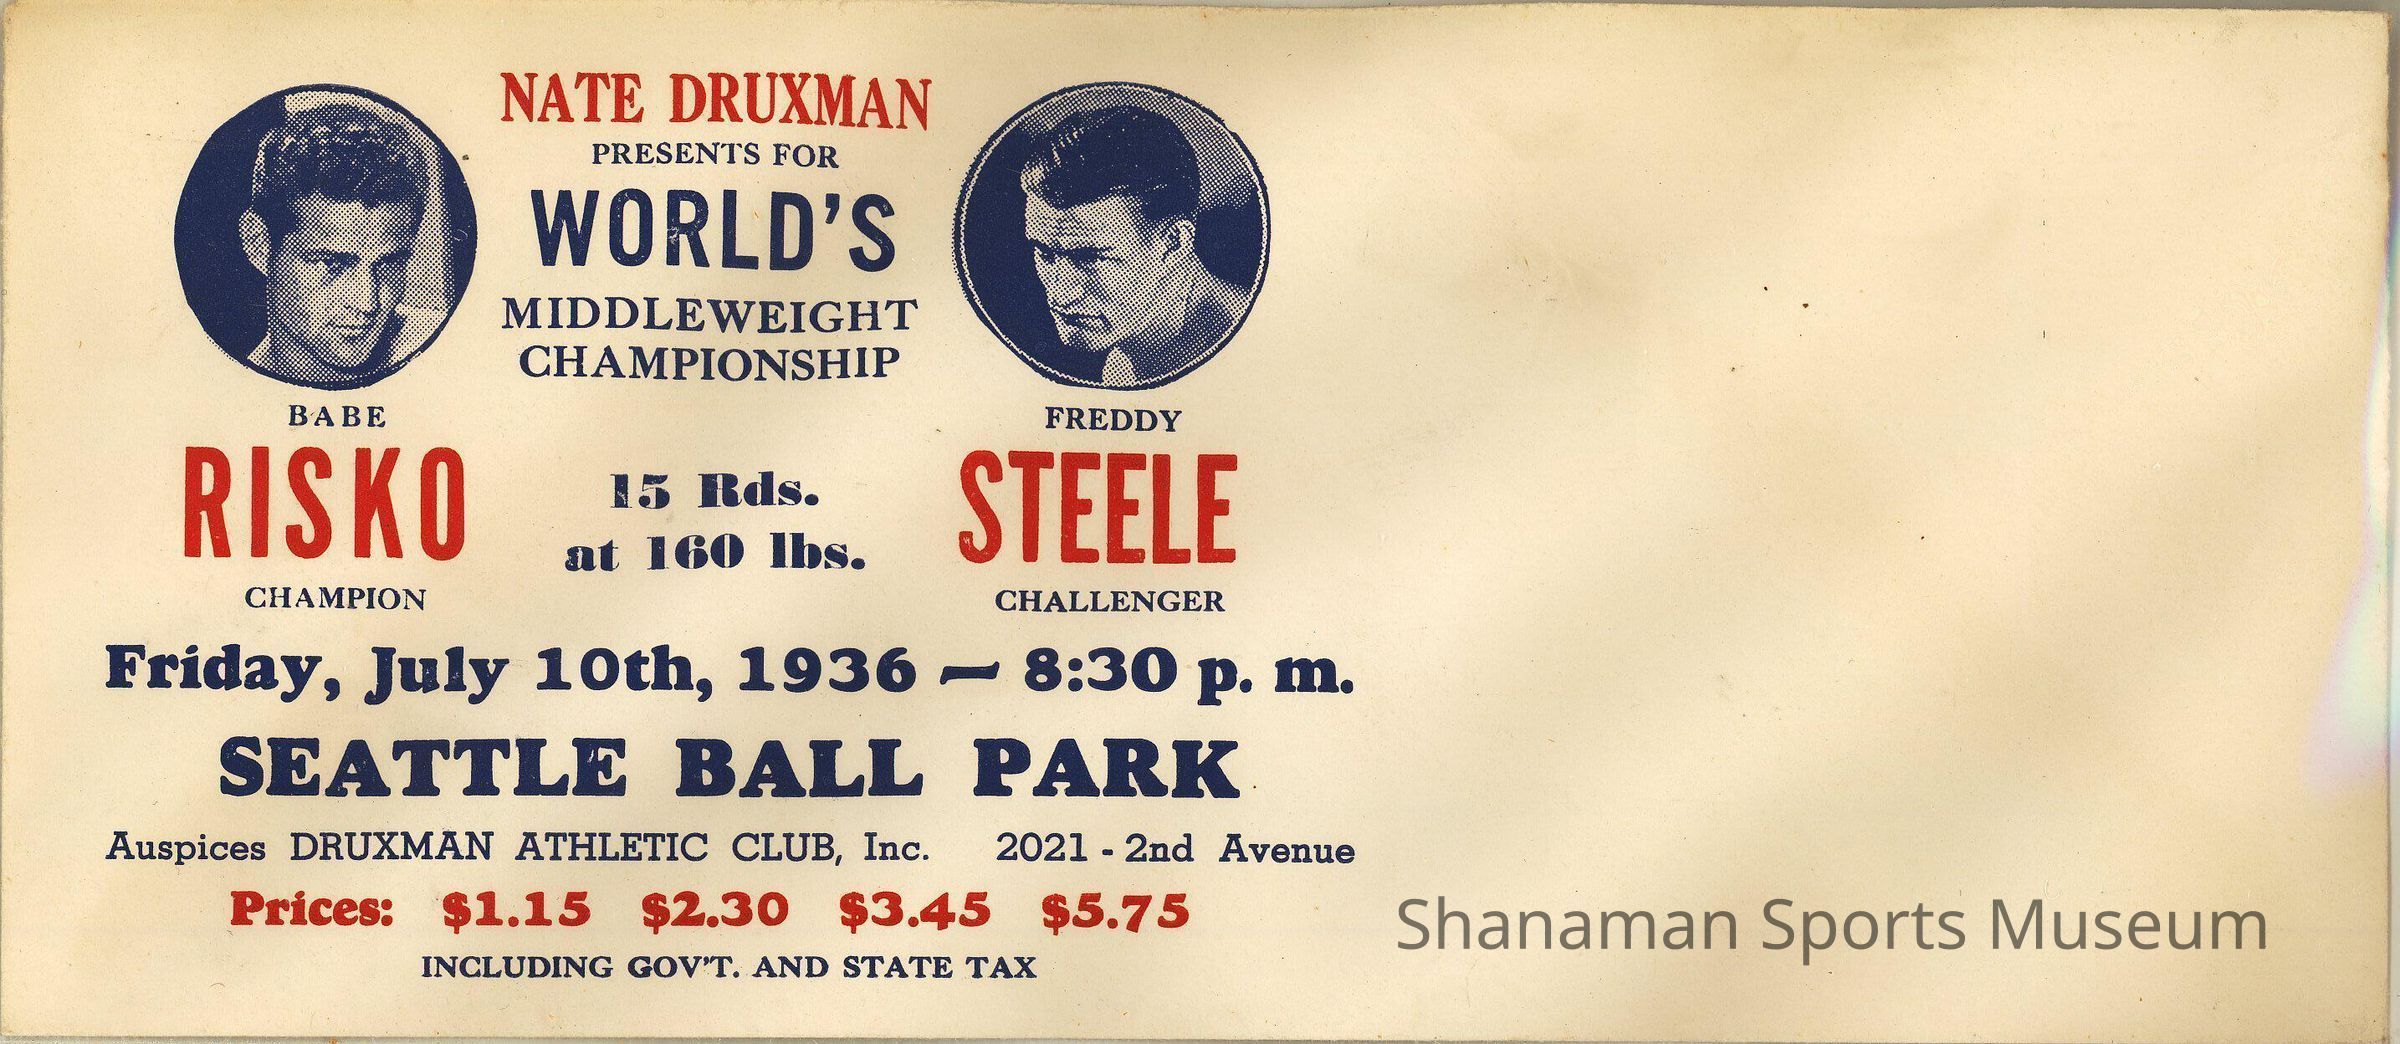 NATE DRUXMAN
PRESENTS FOR
WORLD'S
MIDDLEWEIGHT
CHAMPIONSHIP
BABE
RISKO
CHAMPION
15 Rds.
at 160 lbs.
FREDDY
STEELE
CHALLENGER
Friday, July 10th, 1936 — 8:30 p. m.
SEATTLE BALL PARK
Auspices DRUXMAN ATHLETIC CLUB, Inc. 2021 - 2nd Avenue
Prices: $1.15 $2.30 $3.45 $5.75
INCLUDING GOV'T. AND STATE TAX
Shanaman Sports Museum